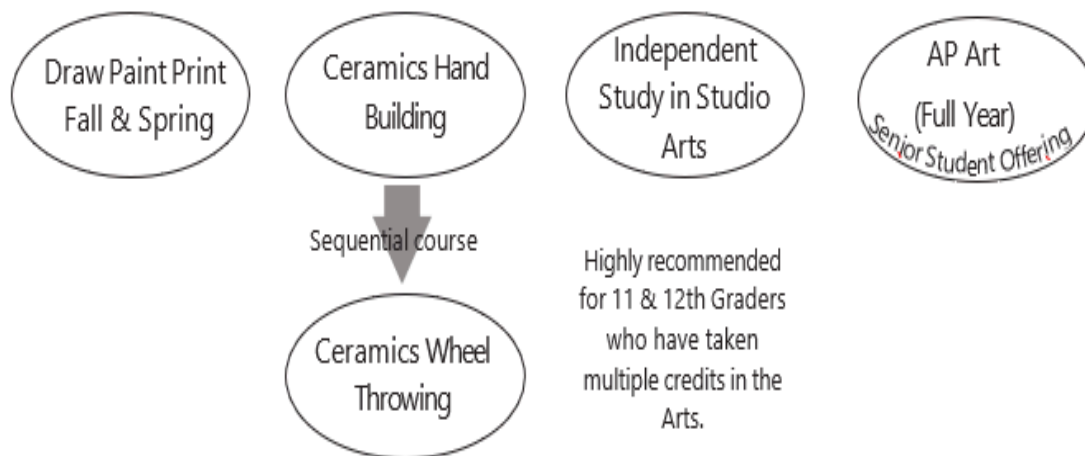 Draw Paint Print
Fall & Spring
Ceramics Hand
Building
Independent
Study in Studio
Arts
AP Art
(Full Year)
Senior Student Offering
Sequential course
Ceramics Wheel
Throwing
Highly recommended
for 11 & 12th Graders
who have taken
multiple credits in the
Arts.